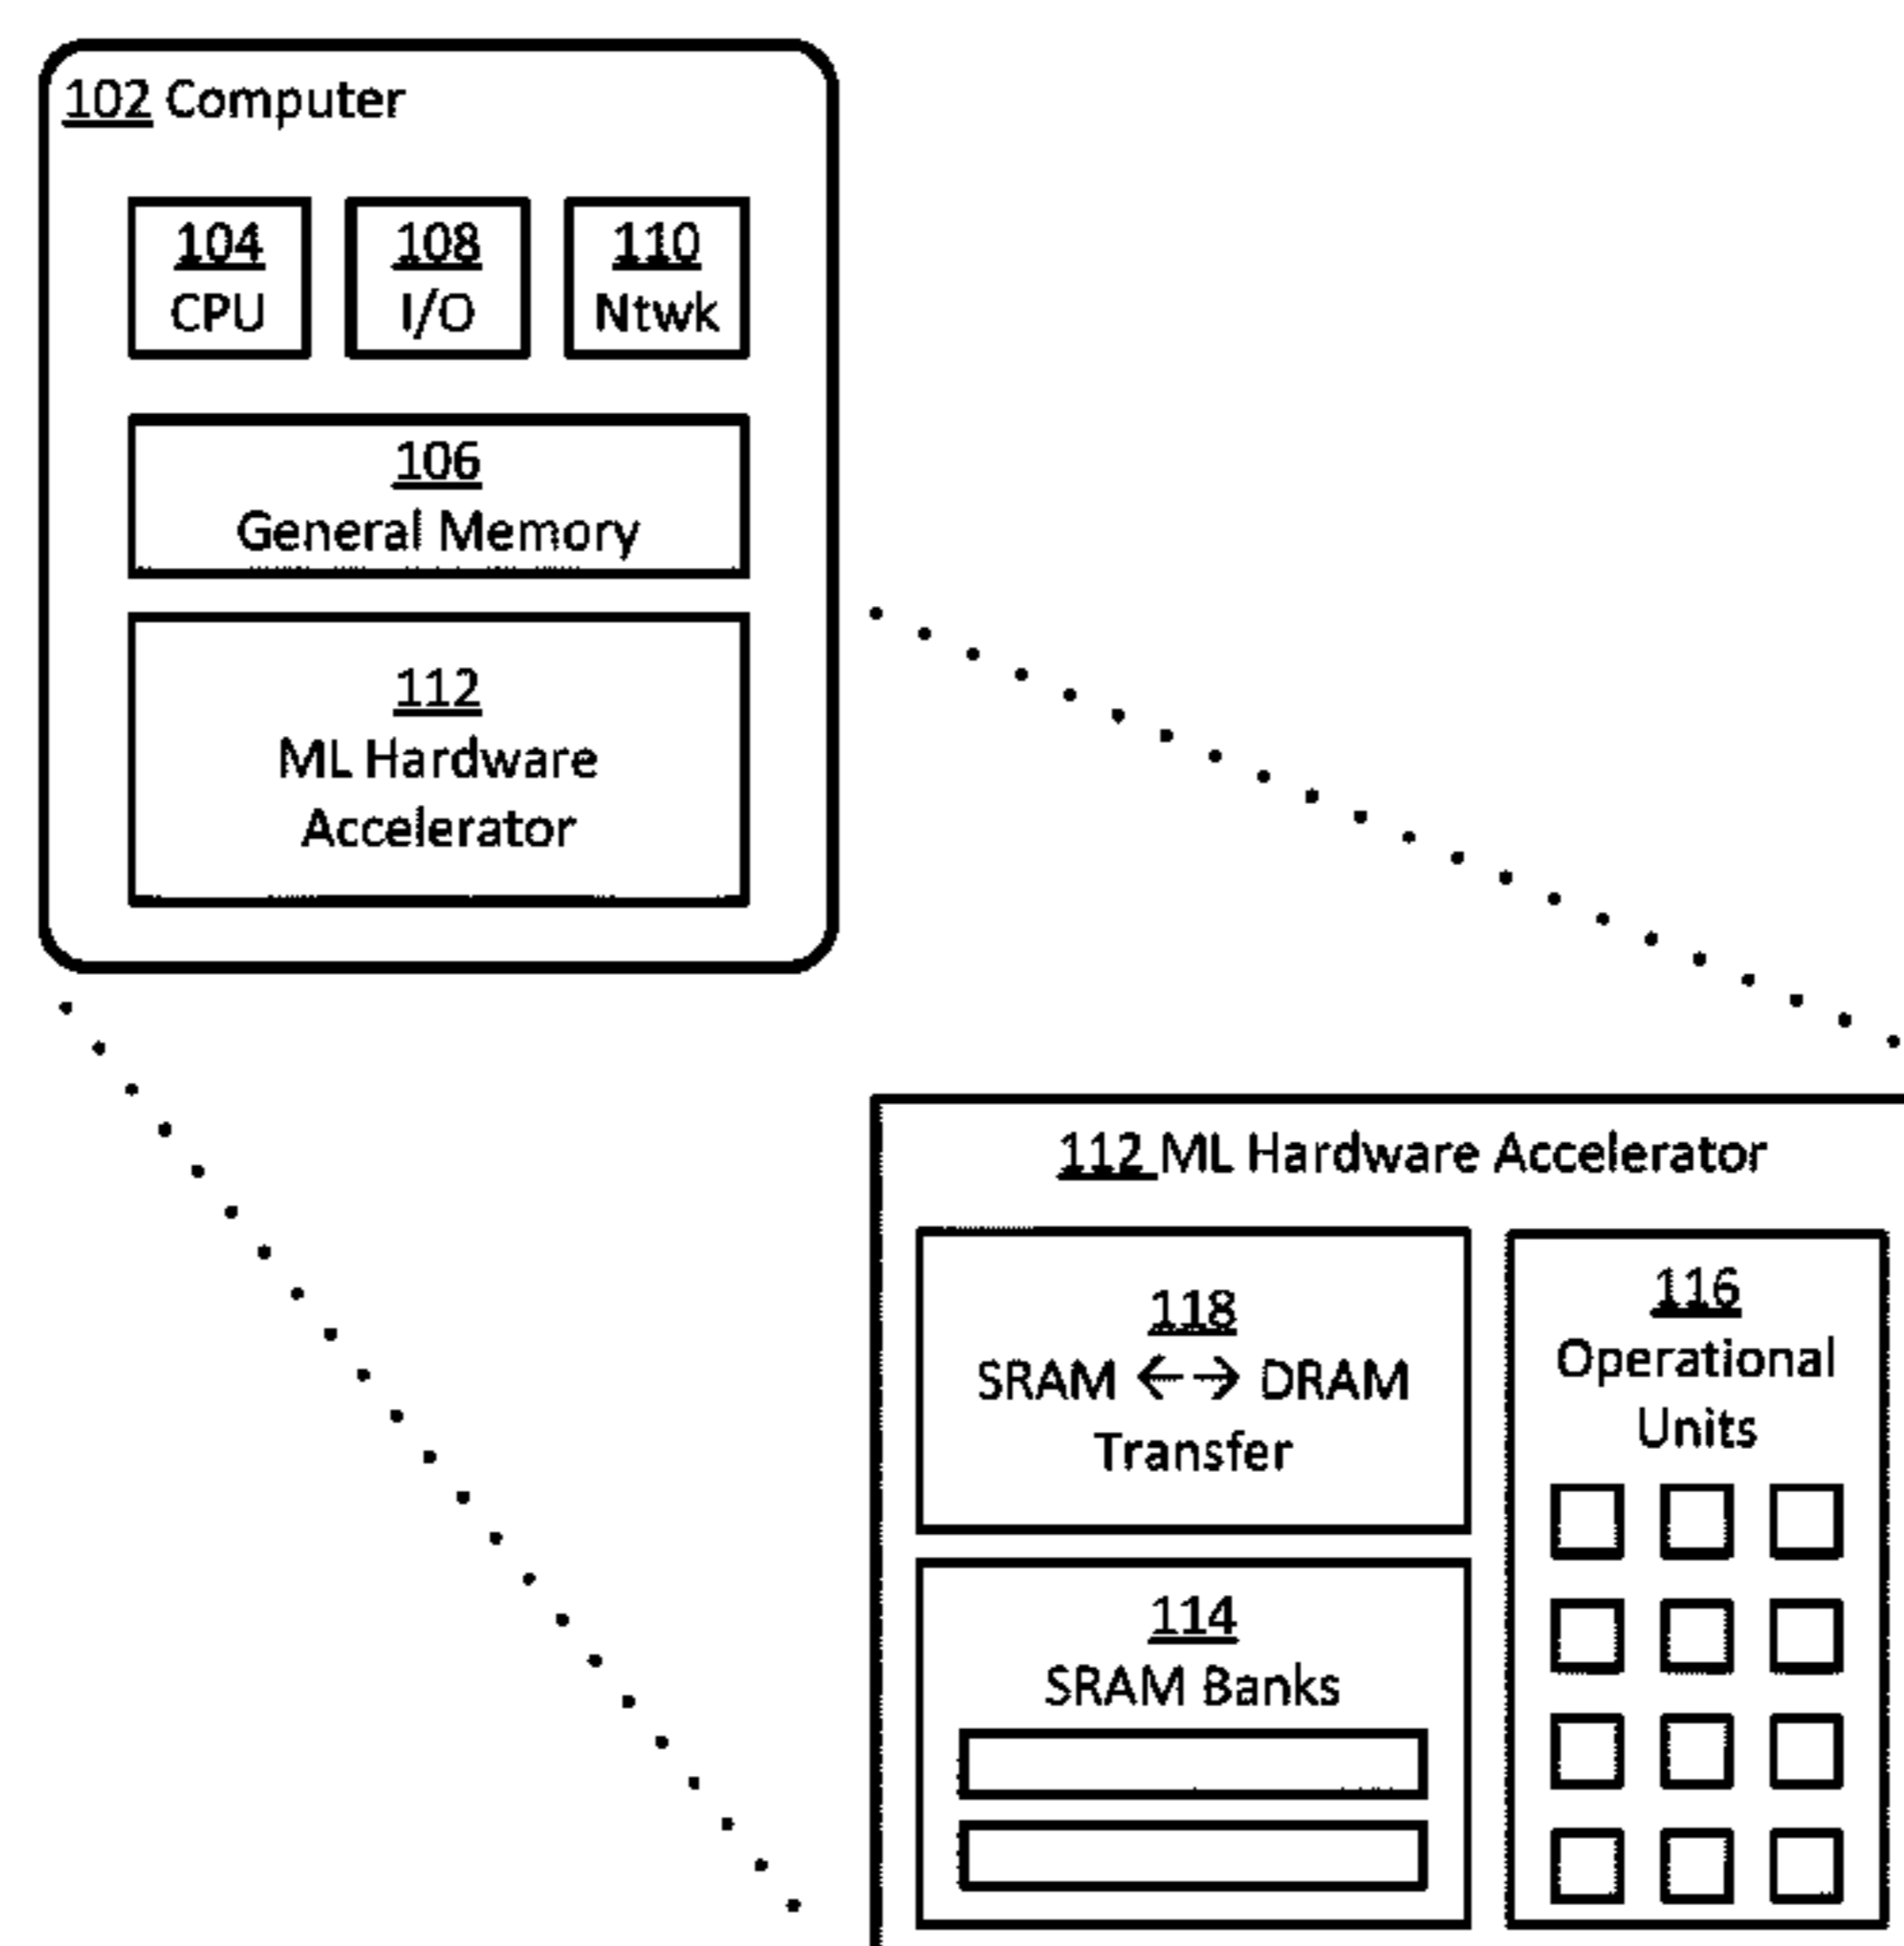 102 Computer
104
CPU
108
I/O
110
Ntwk
106
General Memory
112
ML Hardware
Accelerator
112 ML Hardware Accelerator
118
SRAM ←→ DRAM
Transfer
114
SRAM Banks
116
Operational
Units